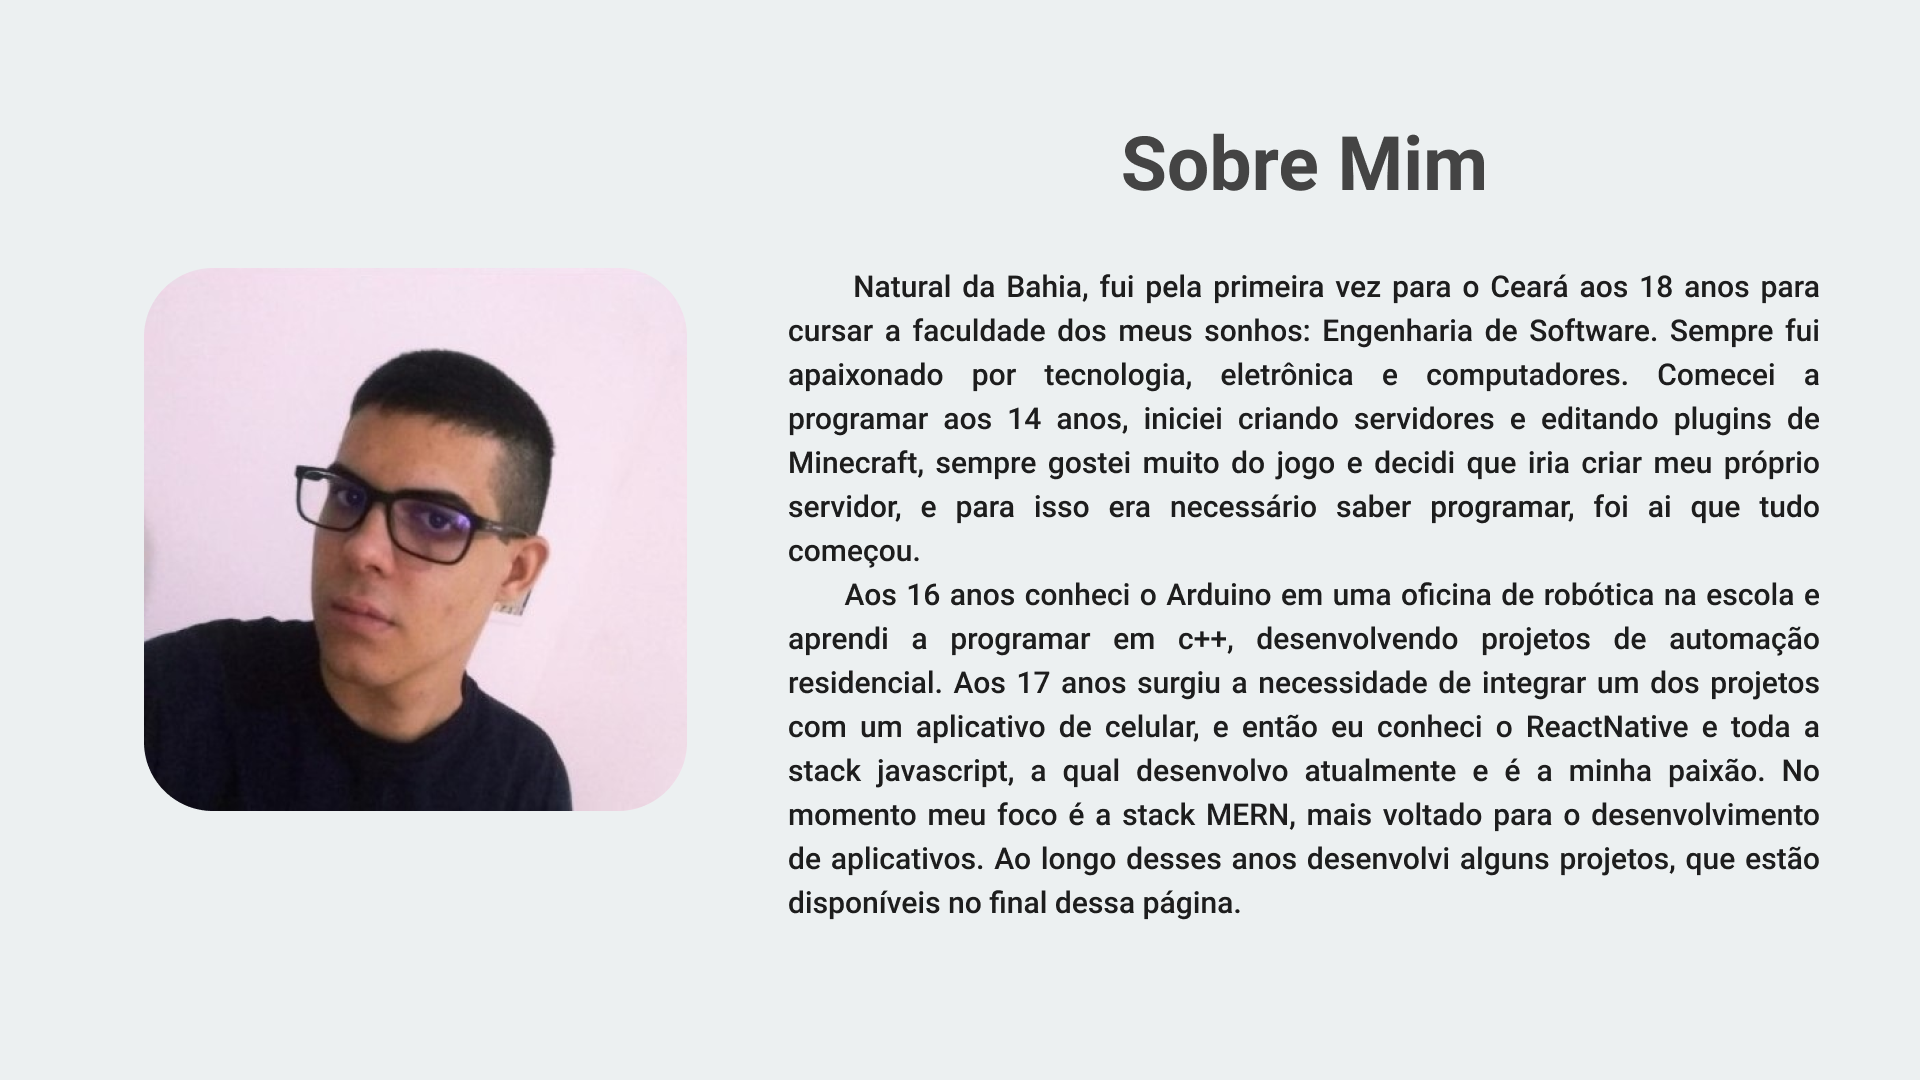 Sobre Mim
Natural da Bahia, fui pela primeira vez para o Ceará aos 18 anos para
cursar a faculdade dos meus sonhos: Engenharia de Software. Sempre fui
apaixonado por tecnologia, eletrônica e computadores. Comecei a
programar aos 14 anos, iniciei criando servidores e editando plugins de
Minecraft, sempre gostei muito do jogo e decidi que iria criar meu próprio
servidor, e para isso era necessário saber programar, foi ai que tudo
começou.
Aos 16 anos conheci o Arduino em uma oficina de robótica na escola e
aprendi a programar em c++, desenvolvendo projetos de automação
residencial. Aos 17 anos surgiu a necessidade de integrar um dos projetos
com um aplicativo de celular, e então eu conheci o ReactNative e toda a
stack javascript, a qual desenvolvo atualmente e é a minha paixão. No
momento meu foco é a stack MERN, mais voltado para o desenvolvimento
de aplicativos. Ao longo desses anos desenvolvi alguns projetos, que estão
disponíveis no final dessa página.